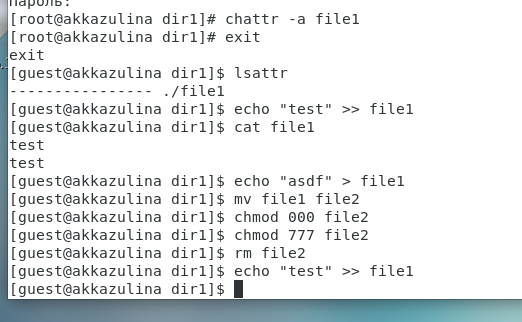 Пароль:
[root@akkazulina dir1]# chattr -a file1
[root@akkazulina dir1]# exit
exit
[guest@akkazulina dir1]$ lsattr
---------------- ./file1
[guest@akkazulina dir1]$ echo "test" >> file1
[guest@akkazulina dir1]$ cat file1
test
test
[guest@akkazulina dir1]$ echo "asdf" > file1
[guest@akkazulina dir1]$ mv file1 file2
[guest@akkazulina dir1]$ chmod 000 file2
[guest@akkazulina dir1]$ chmod 777 file2
[guest@akkazulina dir1]$ rm file2
[guest@akkazulina dir1]$ echo "test" >> file1
[guest@akkazulina dir1]$